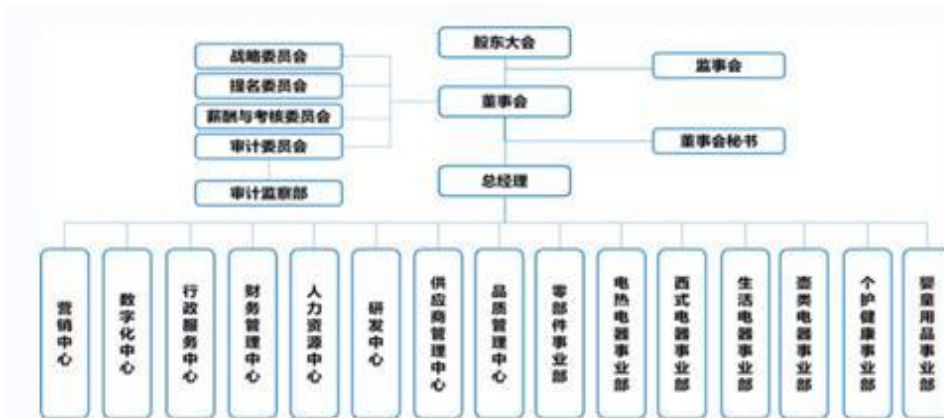 股东大会
战略委员会
监事会
提名委员会
董事会
薪酬与考核委员会
审计委员会
董事会秘书
总经理
审计监察部
营销中心
数字化中心
行政服务中心
财务管理中心
人力资源中心
研发中心
供应商管理中心
品质管理中心
零部件事业部
电热电器事业部
西式电器事业部
生活电器事业部
壶类电器事业部
个护健康事业部
婴童用品事业部